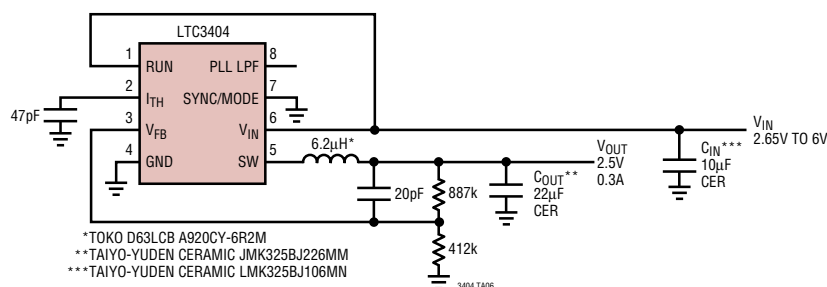 LTC3404
1
RUN
PLL LPF
8
2
ITH
SYNC/MODE
7
47pF
3
VFB
VIN
6
4
GND
SW
5
6.2µH*
20pF
887k
412k
COUT**
22µF
CER
VOUT
2.5V
0.3A
CIN***
10µF
CER
VIN
2.65V TO 6V
*TOKO D63LCB A920CY-6R2M
**TAIYO-YUDEN CERAMIC JMK325BJ226MM
***TAIYO-YUDEN CERAMIC LMK325BJ106MN
3404 TA06